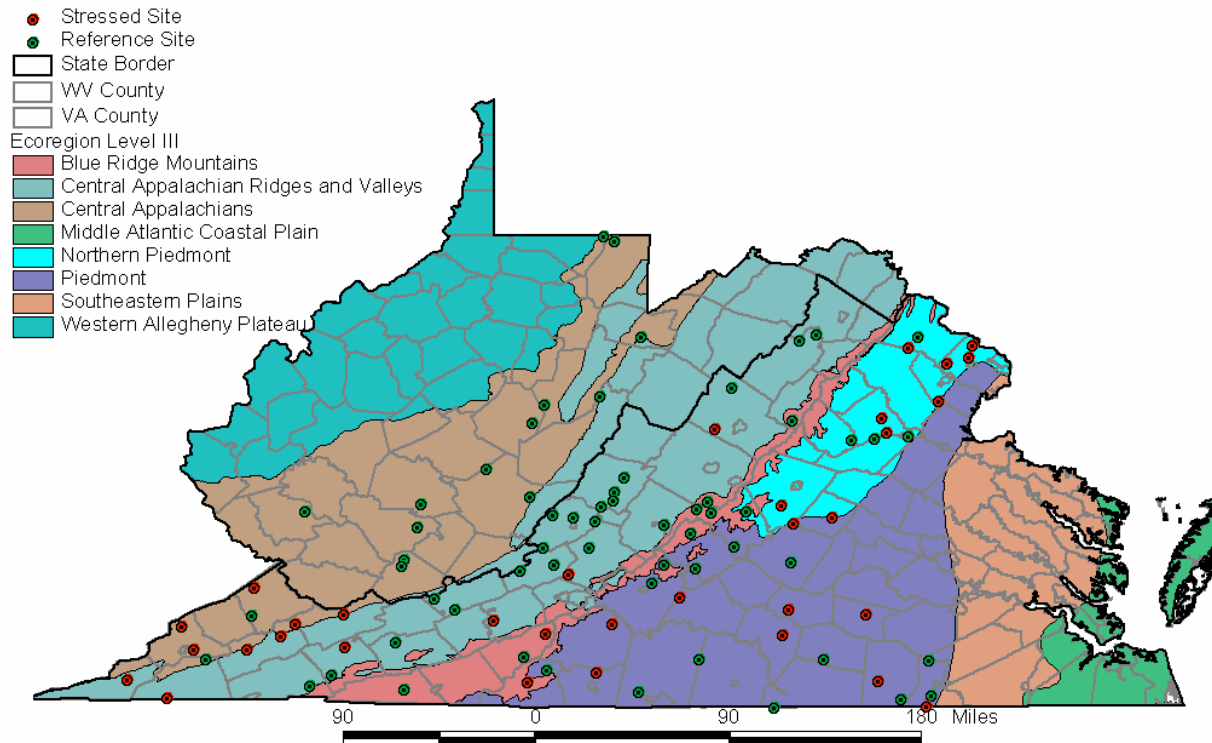 Stressed Site
Reference Site
State Border
WV County
VA County
Ecoregion Level III
Blue Ridge Mountains
Central Appalachian Ridges and Valleys
Central Appalachians
Middle Atlantic Coastal Plain
Northern Piedmont
Piedmont
Southeastern Plains
Western Allegheny Plateau
90 0 90 180 Miles